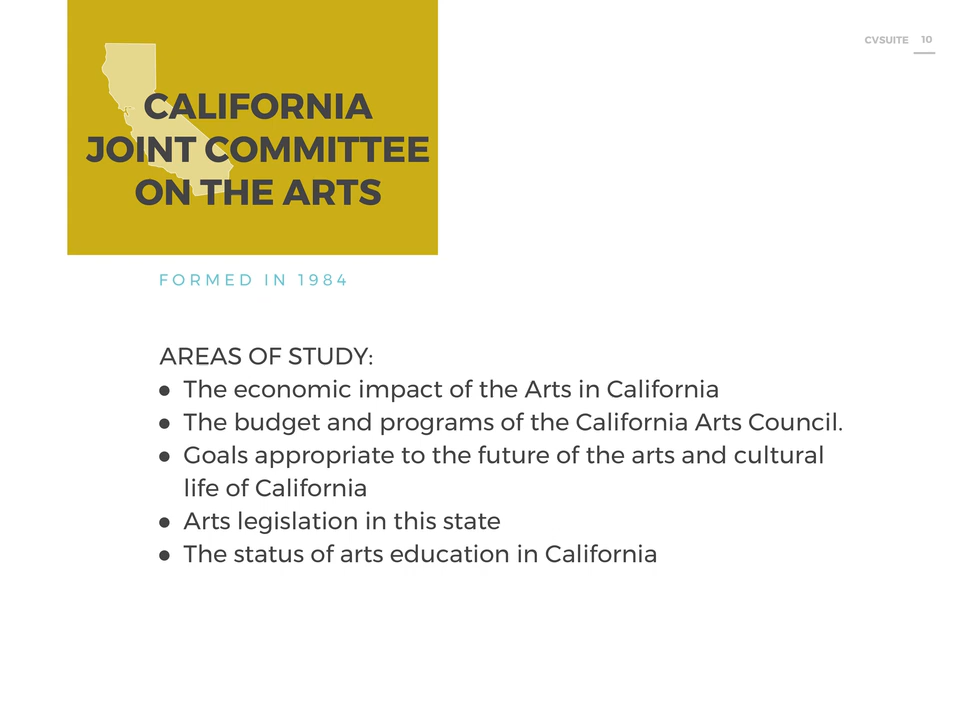 CVSUITE 10
CALIFORNIA
JOINT COMMITTEE
ON THE ARTS
FORMED IN 1984
AREAS OF STUDY:
● The economic impact of the Arts in California
● The budget and programs of the California Arts Council.
● Goals appropriate to the future of the arts and cultural
life of California
● Arts legislation in this state
● The status of arts education in California